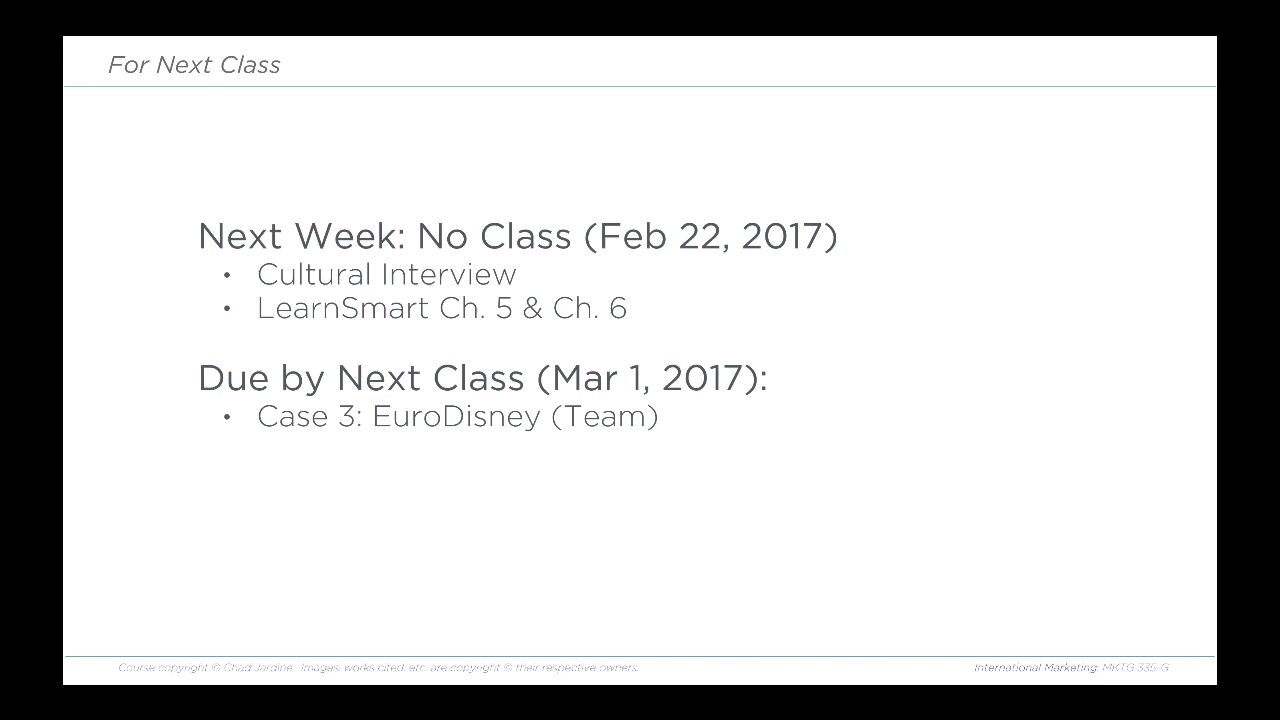 For Next Class
Next Week: No Class (Feb 22, 2017)
• Cultural Interview
• LearnSmart Ch. 5 & Ch. 6
Due by Next Class (Mar 1, 2017):
• Case 3: EuroDisney (Team)
Course copyright © Chad Jardine. Images, works cited, etc. are copyright © their respective owners.
International Marketing: MKTG 335-G